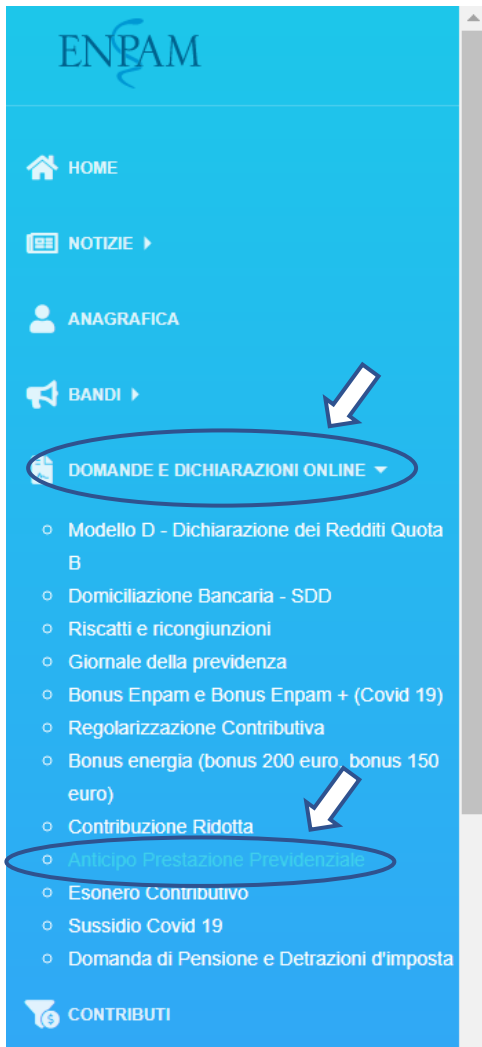 ENPAM
HOME
NOTIZIE
ANAGRAFICA
BANDI
DOMANDE E DICHIARAZIONI ONLINE
Modello D - Dichiarazione dei Redditi Quota
B
Domiciliazione Bancaria - SDD
Riscatti e ricongiunzioni
Giornale della previdenza
Bonus Enpam e Bonus Enpam + (Covid 19)
Regolarizzazione Contributiva
Bonus energia (bonus 200 euro, bonus 150
euro)
Contribuzione Ridotta
Anticipo Prestazione Previdenziale
Esonero Contributivo
Sussidio Covid 19
Domanda di Pensione e Detrazioni d'imposta
CONTRIBUTI